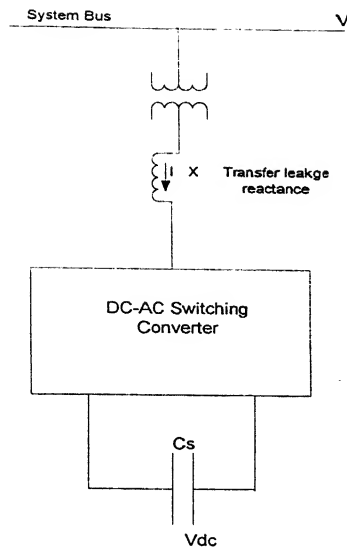 System Bus V
I X Transfer leakge
reactance
DC-AC Switching
Converter
Cs
Vdc